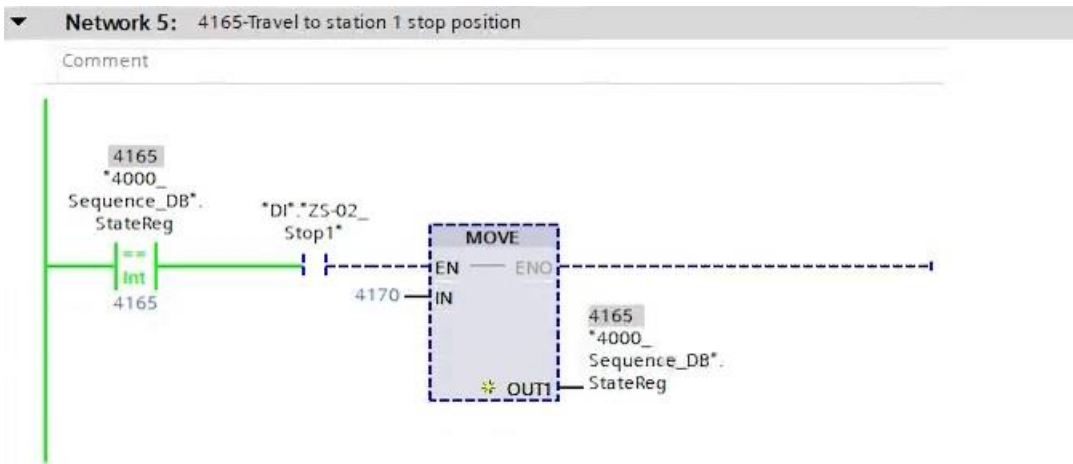 Network 5: 4165-Travel to station 1 stop position
Comment
4165
"4000_
Sequence_DB".
StateReg
==
Int
4165
"DI"."ZS-02_
Stop1"
MOVE
EN ENO
4170 IN
OUT1
4165
"4000_
Sequence_DB".
StateReg